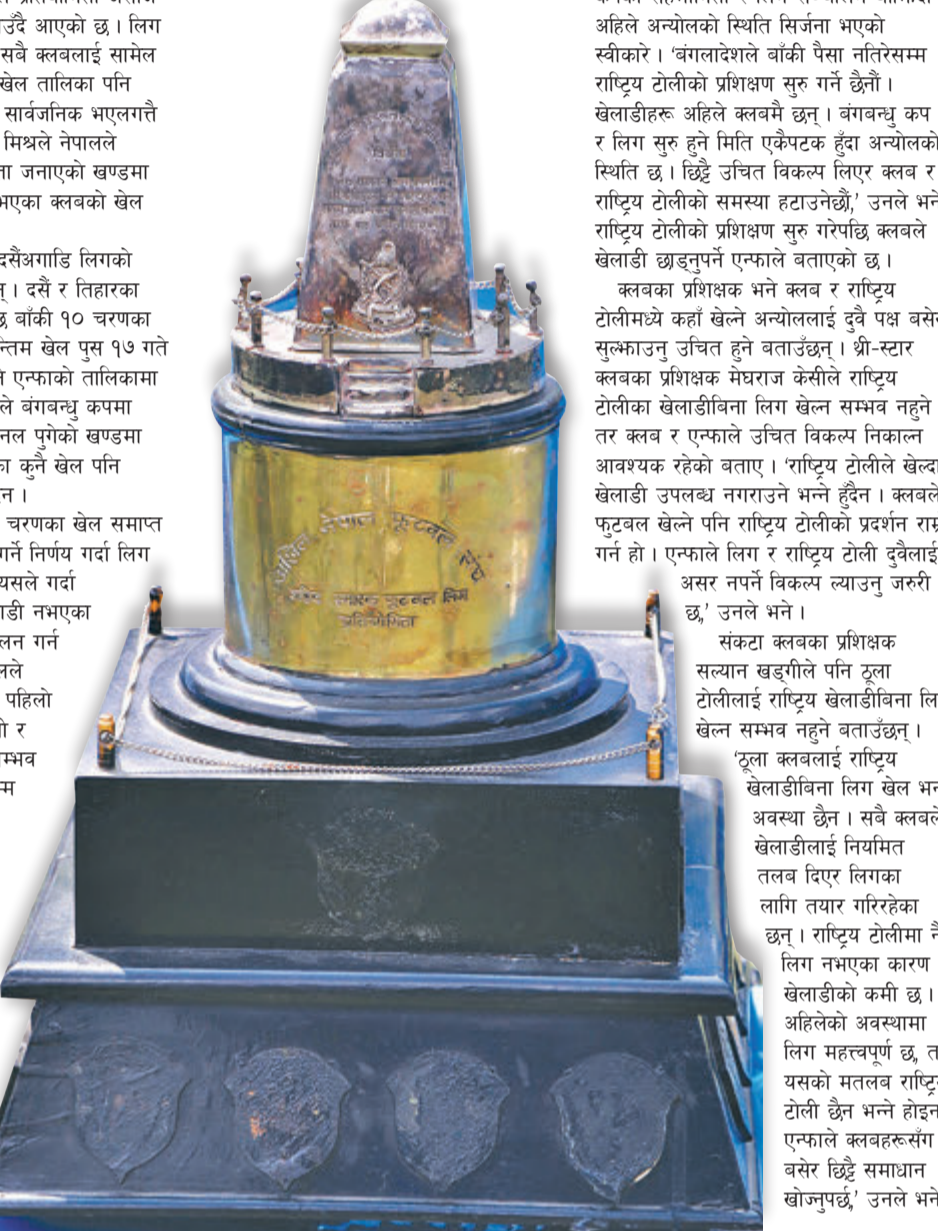 उँदै आएको छ । लिग
सबै क्लबलाई सामेल
खेल तालिका पनि
सार्वजनिक भएलगत्तै
मिश्रले नेपालले
जनाएको खण्डमा
भएका क्लबको खेल
दसैंअगाडि लिगको
। दसैं र तिहारका
बाँकी १० चरणका
न्तिम खेल पुस १७ गते
एन्फाको तालिकामा
ले बंगबन्धु कपमा
नल पुगेको खण्डमा
का कुनै खेल पनि
न ।
चरणका खेल समाप्त
गर्ने निर्णय गर्दा लिग
यसले गर्दा
ाडी नभएका
लन गर्न
लले
पहिलो
र
म्भव
म्म
विजेता
अखिल नेपाल फूटबल संघ
शहीद स्मारक फूटबल लिग
प्रतियोगिता
अहिले अन्योलको स्थिति सिर्जना भएको
स्वीकारे । ‘बंगलादेशले बाँकी पैसा नतिरेसम्म
राष्ट्रिय टोलीको प्रशिक्षण सुरु गर्ने छैनौं ।
खेलाडीहरू अहिले क्लबमै छन् । बंगबन्धु कप
र लिग सुरु हुने मिति एकैपटक हुँदा अन्योलको
स्थिति छ । छिट्टै उचित विकल्प लिएर क्लब र
राष्ट्रिय टोलीको समस्या हटाउनेछौं,’ उनले भने
राष्ट्रिय टोलीको प्रशिक्षण सुरु गरेपछि क्लबले
खेलाडी छाड्नुपर्ने एन्फाले बताएको छ ।
क्लबका प्रशिक्षक भने क्लब र राष्ट्रिय
टोलीमध्ये कहाँ खेल्ने अन्योललाई दुवै पक्ष बसेर
सुल्झाउनु उचित हुने बताउँछन् । थ्री-स्टार
क्लबका प्रशिक्षक मेघराज केसीले राष्ट्रिय
टोलीका खेलाडीबिना लिग खेल्न सम्भव नहुने
तर क्लब र एन्फाले उचित विकल्प निकाल्न
आवश्यक रहेको बताए । ‘राष्ट्रिय टोलीले खेल्दा
खेलाडी उपलब्ध नगराउने भन्ने हुँदैन । क्लबले
फुटबल खेल्ने पनि राष्ट्रिय टोलीको प्रदर्शन राम्र
गर्न हो । एन्फाले लिग र राष्ट्रिय टोली दुवैलाई
असर नपर्ने विकल्प ल्याउनु जरुरी
छ,’ उनले भने ।
संकटा क्लबका प्रशिक्षक
सल्यान खड्गीले पनि ठूला
टोलीलाई राष्ट्रिय खेलाडीबिना लि
खेल्न सम्भव नहुने बताउँछन् ।
‘ठूला क्लबलाई राष्ट्रिय
खेलाडीबिना लिग खेल भन
अवस्था छैन । सबै क्लबले
खेलाडीलाई नियमित
तलब दिएर लिगका
लागि तयार गरिरहेका
छन् । राष्ट्रिय टोलीमा नै
लिग नभएका कारण
खेलाडीको कमी छ ।
अहिलेको अवस्थामा
लिग महत्त्वपूर्ण छ, त
यसको मतलब राष्ट्रिय
टोली छैन भन्ने होइन
एन्फाले क्लबहरूसँग
बसेर छिट्टै समाधान
खोज्नुपर्छ,’ उनले भने